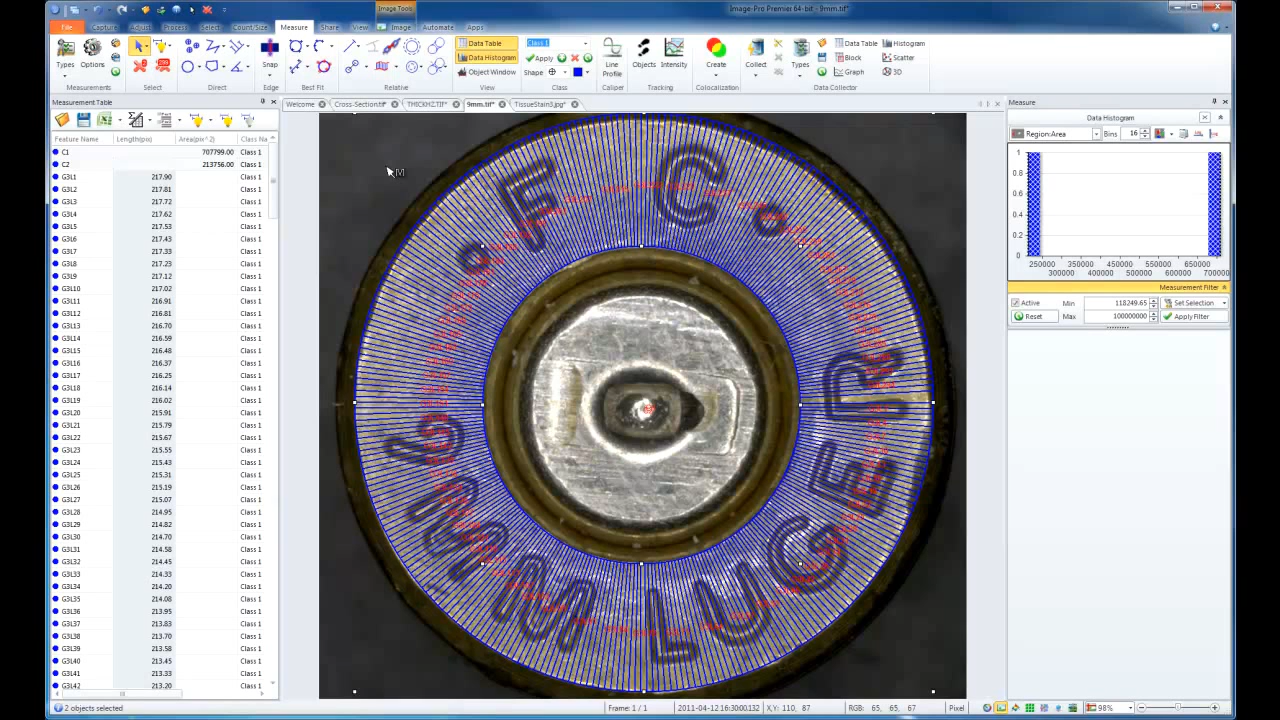 Image Tools
Image-Pro Premier 64-bit - 9mm.tif*
File Capture Adjust Process Select Count/Size Measure Share View Image Automate Apps
Types Options Snap Data Table Class 1 Line Profile Objects Intensity Create Collect Types Data Table Histogram
Data Histogram Apply Block Scatter
Object Window Shape Graph 3D
Measurements Select Direct Best Fit Relative View Class Caliper Tracking Colocalization Data Collector
Measurement Table
Welcome Cross-Section.tif* THICKHZ.TIF* 9mm.tif* TissueStain3.jpg*
Measure
Feature Name Length(pix) Area(pix^2) Class Na
C1 707799.00 Class 1
C2 213756.00 Class 1
G3L1 217.90 Class 1
G3L2 217.81 Class 1
G3L3 217.72 Class 1
G3L4 217.62 Class 1
G3L5 217.53 Class 1
G3L6 217.43 Class 1
G3L7 217.33 Class 1
G3L8 217.23 Class 1
G3L9 217.12 Class 1
G3L10 217.02 Class 1
G3L11 216.91 Class 1
G3L12 216.81 Class 1
G3L13 216.70 Class 1
G3L14 216.59 Class 1
G3L15 216.48 Class 1
G3L16 216.37 Class 1
G3L17 216.25 Class 1
G3L18 216.14 Class 1
G3L19 216.02 Class 1
G3L20 215.91 Class 1
G3L21 215.79 Class 1
G3L22 215.67 Class 1
G3L23 215.55 Class 1
G3L24 215.43 Class 1
G3L25 215.31 Class 1
G3L26 215.19 Class 1
G3L27 215.07 Class 1
G3L28 214.95 Class 1
G3L29 214.82 Class 1
G3L30 214.70 Class 1
G3L31 214.58 Class 1
G3L32 214.45 Class 1
G3L33 214.33 Class 1
G3L34 214.20 Class 1
G3L35 214.08 Class 1
G3L36 213.95 Class 1
G3L37 213.83 Class 1
G3L38 213.70 Class 1
G3L39 213.58 Class 1
G3L40 213.45 Class 1
G3L41 213.33 Class 1
G3L42 213.20 Class 1
F C
9MM LUGER
Data Histogram
Region:Area Bins 16
1
0.8
0.6
0.4
0.2
0
250000 350000 450000 550000 650000
300000 400000 500000 600000 700000
Measurement Filter
Active Min 118249.65 Set Selection
Reset Max 100000000 Apply Filter
2 objects selected Frame: 1 / 1 2011-04-12 16:30:00.132 X,Y: 110, 87 RGB: 65, 65, 67 Pixel 98%